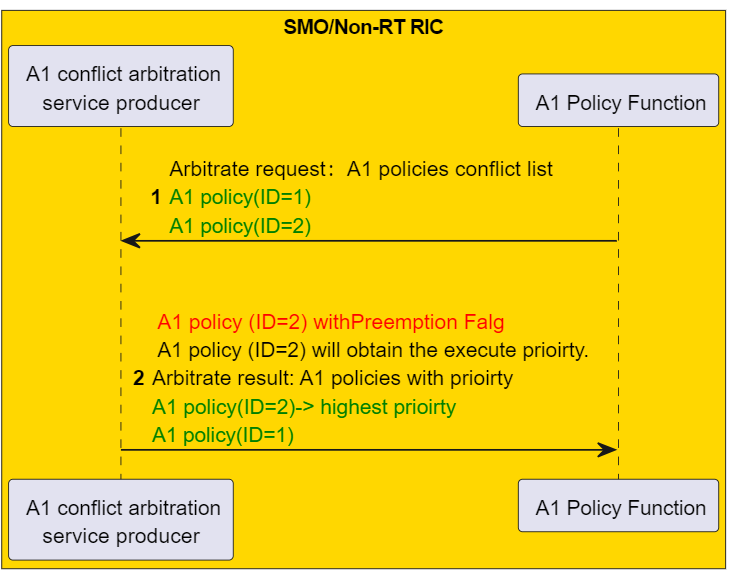 SMO/Non-RT RIC
A1 conflict arbitration
service producer
A1 Policy Function
Arbitrate request: A1 policies conflict list
1 A1 policy(ID=1)
A1 policy(ID=2)
A1 policy (ID=2) withPreemption Falg
A1 policy (ID=2) will obtain the execute prioirty.
2 Arbitrate result: A1 policies with prioirty
A1 policy(ID=2)-> highest prioirty
A1 policy(ID=1)
A1 conflict arbitration
service producer
A1 Policy Function